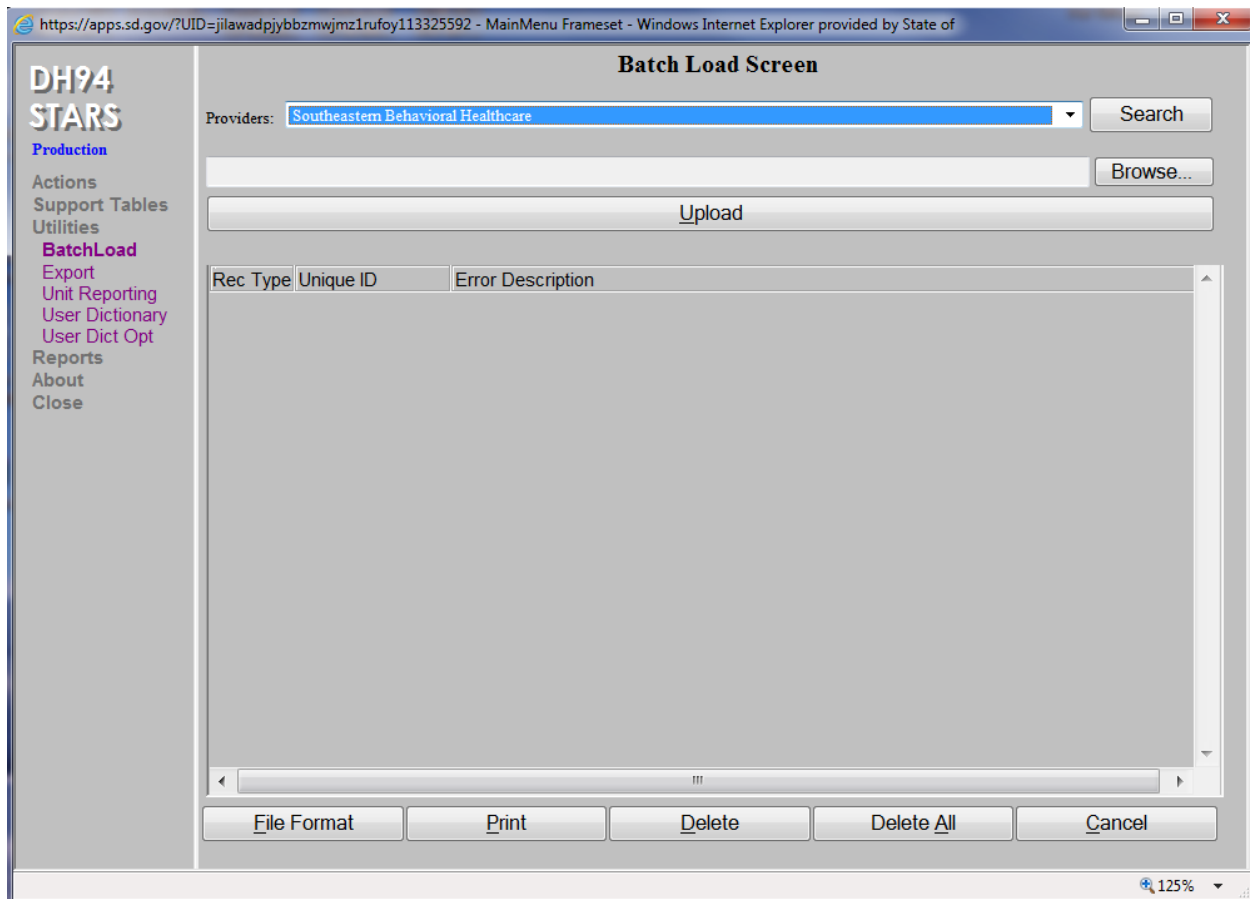 https://apps.sd.gov/?UID=jilawadpjybbzmwjmz1rufoy113325592 - MainMenu Frameset - Windows Internet Explorer provided by State of
DH94
STARS
Production
Actions
Support Tables
Utilities
BatchLoad
Export
Unit Reporting
User Dictionary
User Dict Opt
Reports
About
Close
Batch Load Screen
Providers: Southeastern Behavioral Healthcare Search
Browse...
Upload
Rec Type Unique ID Error Description
File Format Print Delete Delete All Cancel
125%